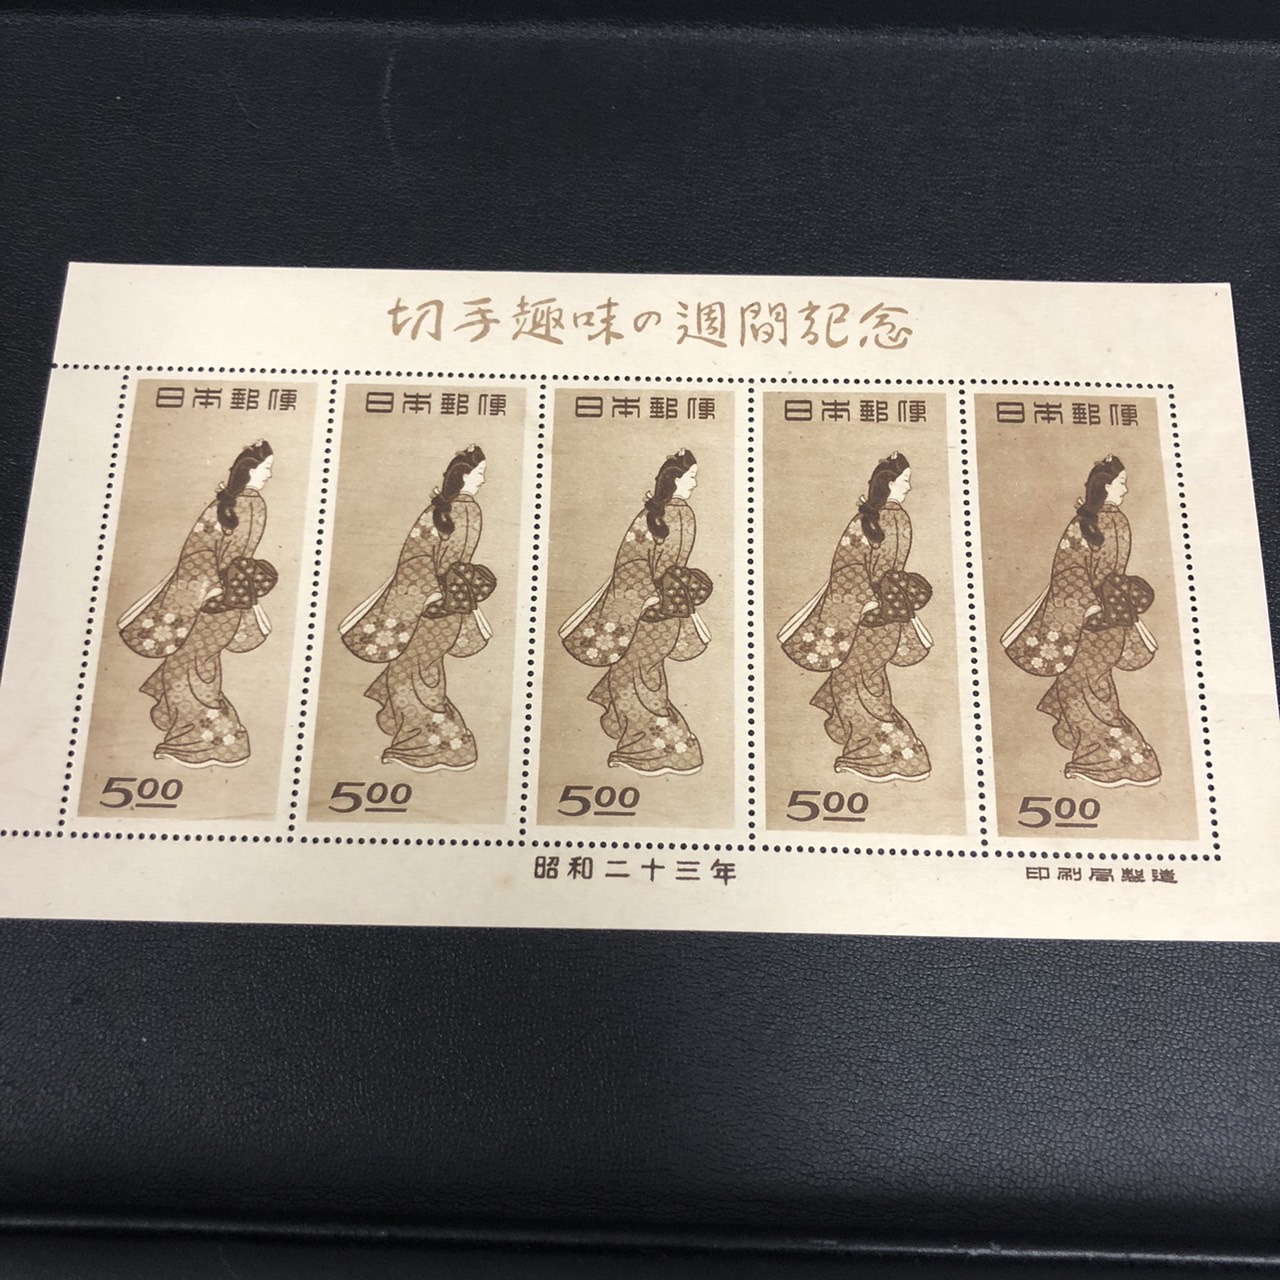 切手趣味の週間記念
日本郵便 日本郵便 日本郵便 日本郵便 日本郵便
5.00 5.00 5.00 5.00 5.00
昭和二十三年
印刷局製造